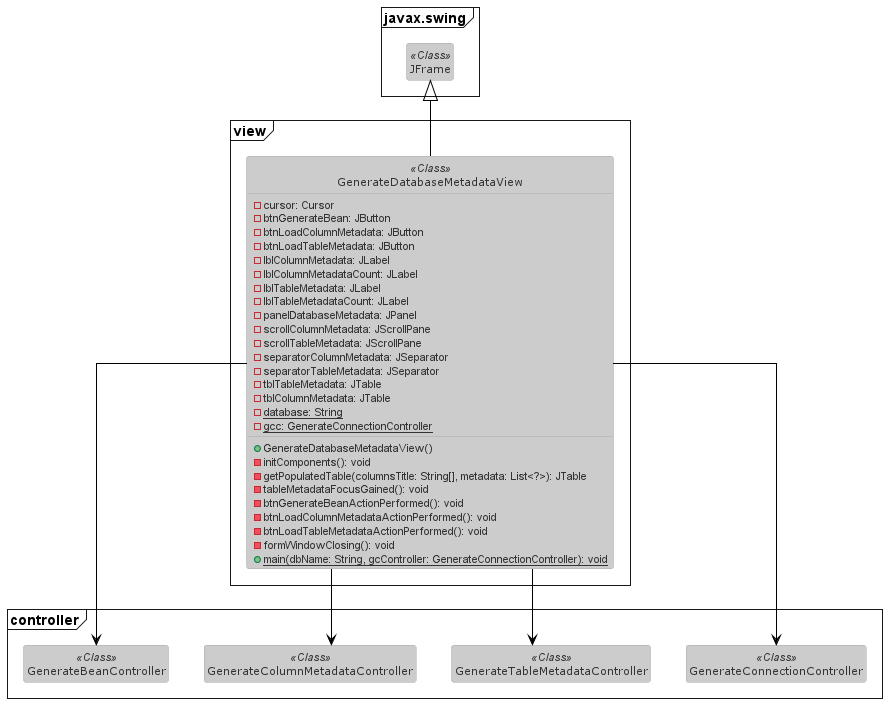 javax.swing
«Class»
JFrame
view
«Class»
GenerateDatabaseMetadataView
cursor: Cursor
btnGenerateBean: JButton
btnLoadColumnMetadata: JButton
btnLoadTableMetadata: JButton
lblColumnMetadata: JLabel
lblColumnMetadataCount: JLabel
lblTableMetadata: JLabel
lblTableMetadataCount: JLabel
panelDatabaseMetadata: JPanel
scrollColumnMetadata: JScrollPane
scrollTableMetadata: JScrollPane
separatorColumnMetadata: JSeparator
separatorTableMetadata: JSeparator
tblTableMetadata: JTable
tblColumnMetadata: JTable
database: String
gcc: GenerateConnectionController
GenerateDatabaseMetadataView()
initComponents(): void
getPopulatedTable(columnsTitle: String[], metadata: List<?>): JTable
tableMetadataFocusGained(): void
btnGenerateBeanActionPerformed(): void
btnLoadColumnMetadataActionPerformed(): void
btnLoadTableMetadataActionPerformed(): void
formWindowClosing(): void
main(dbName: String, gcController: GenerateConnectionController): void
controller
«Class» «Class» «Class» «Class»
GenerateBeanController GenerateColumnMetadataController GenerateTableMetadataController GenerateConnectionController